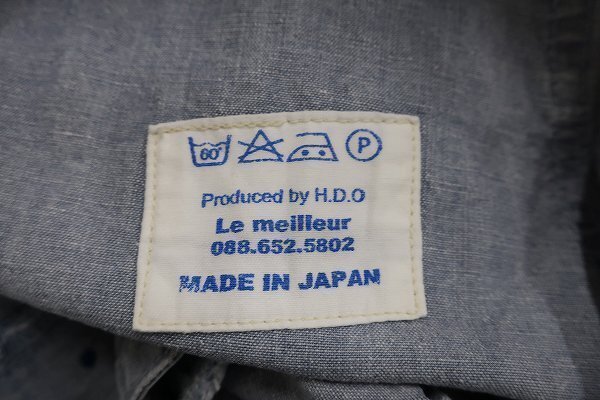 60° P
Produced by H.D.O
Le meilleur
088.652.5802
MADE IN JAPAN